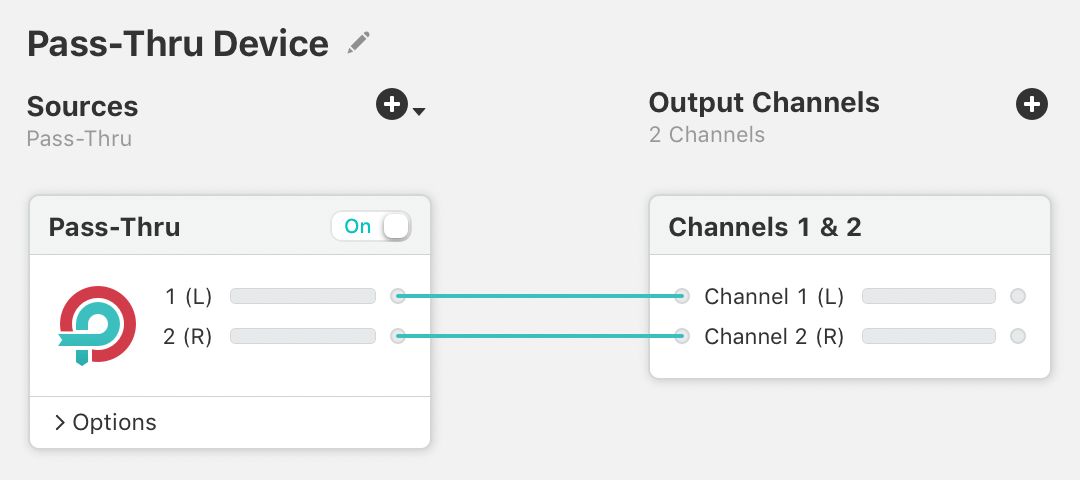 Pass-Thru Device
Sources
Pass-Thru
Output Channels
2 Channels
Pass-Thru
On
1 (L)
2 (R)
Options
Channels 1 & 2
Channel 1 (L)
Channel 2 (R)